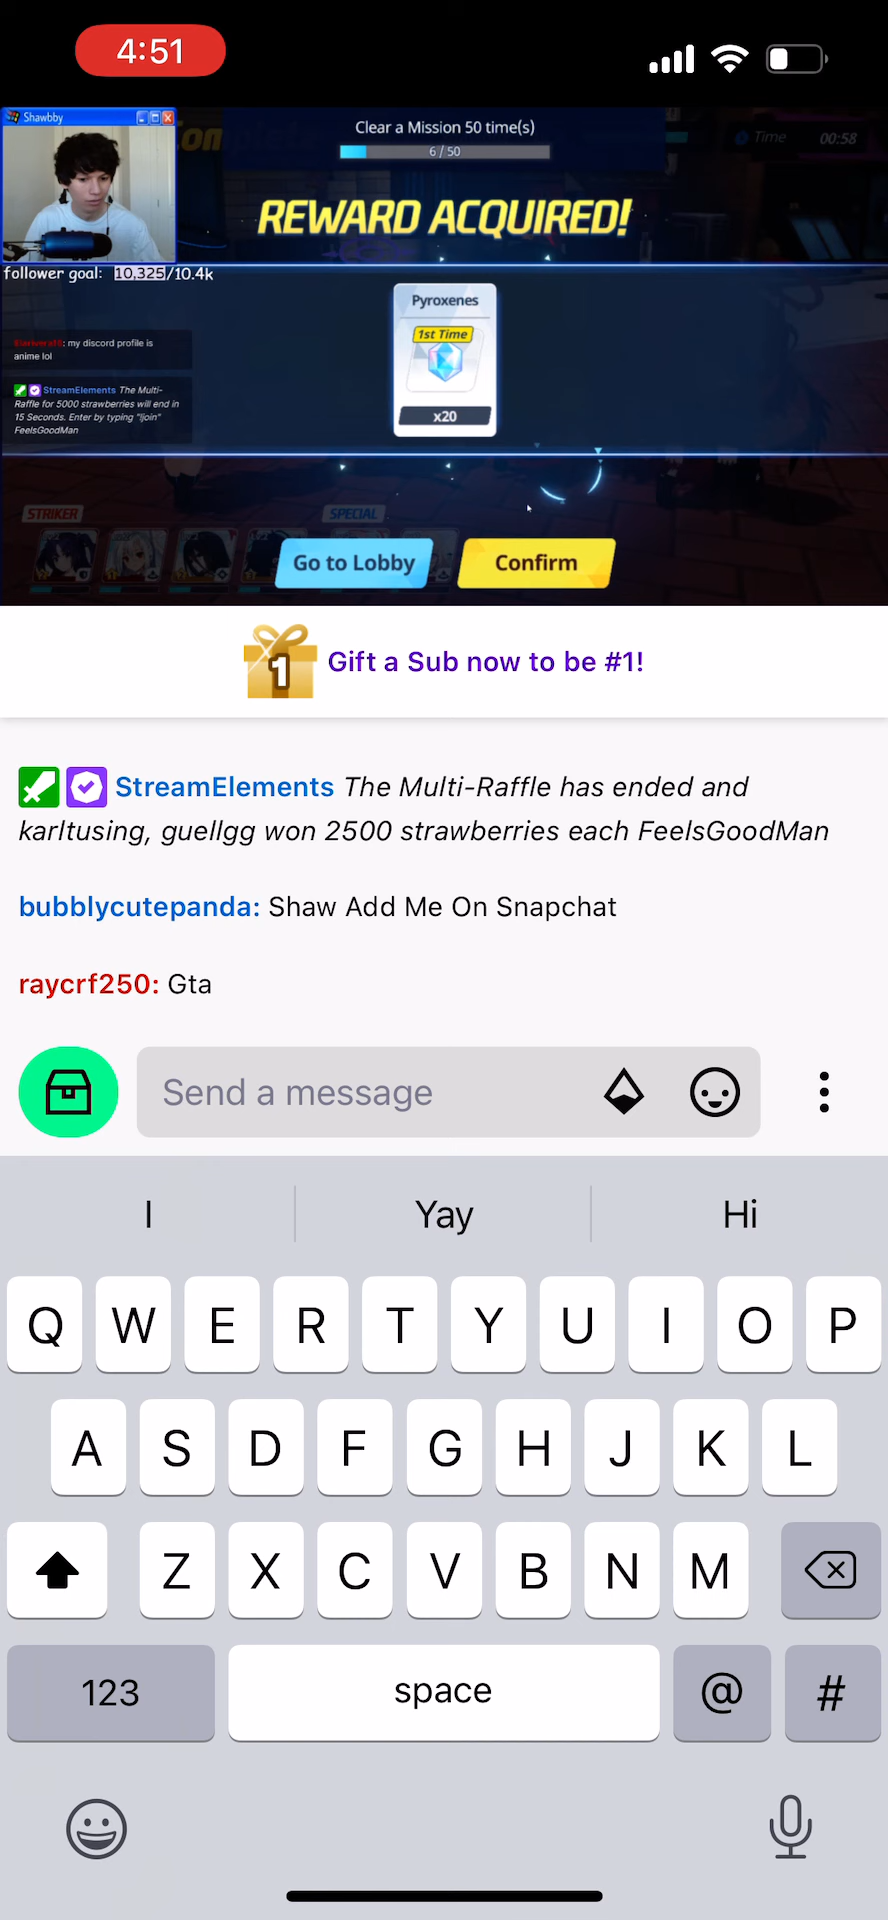 4:51
Shawbby
Clear a Mission 50 time(s)
6 / 50
Time 00:58
REWARD ACQUIRED!
follower goal: 10,325/10.4k
Pyroxenes
1st Time
x20
: my discord profile is
anime lol
StreamElements The Multi-
Raffle for 5000 strawberries will end in
15 Seconds. Enter by typing "!join"
FeelsGoodMan
STRIKER
SPECIAL
Go to Lobby
Confirm
1
Gift a Sub now to be #1!
StreamElements The Multi-Raffle has ended and
karltusing, guellgg won 2500 strawberries each FeelsGoodMan
bubblycutepanda: Shaw Add Me On Snapchat
raycrf250: Gta
Send a message
I Yay Hi
Q W E R T Y U I O P
A S D F G H J K L
Z X C V B N M
123 space @ #